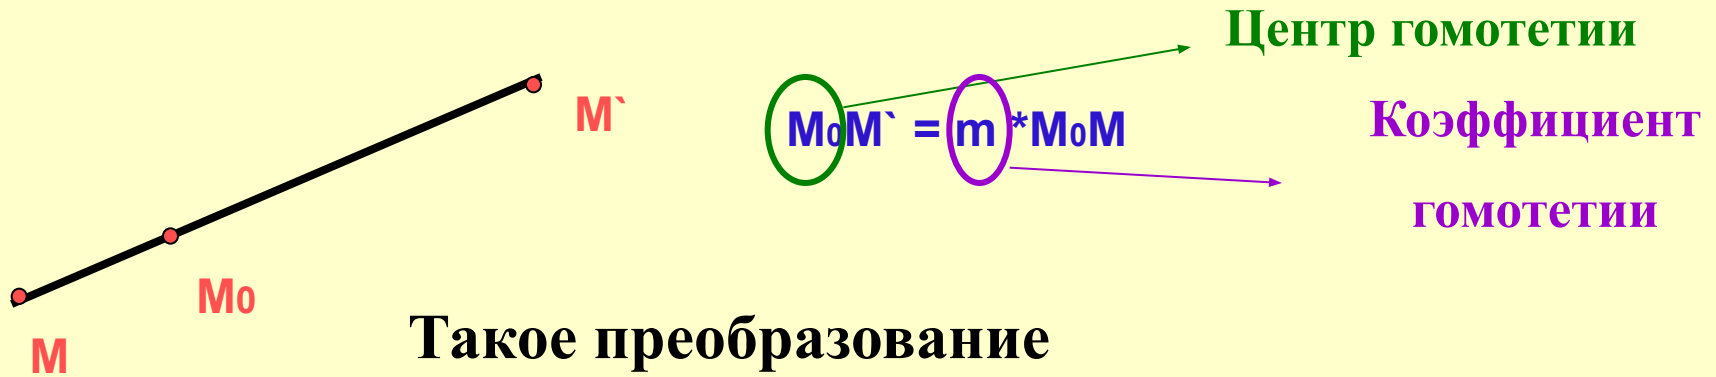 Центр гомотетии
M`
M₀M` = m *M₀M
Коэффициент
гомотетии
M₀
M
Такое преобразование